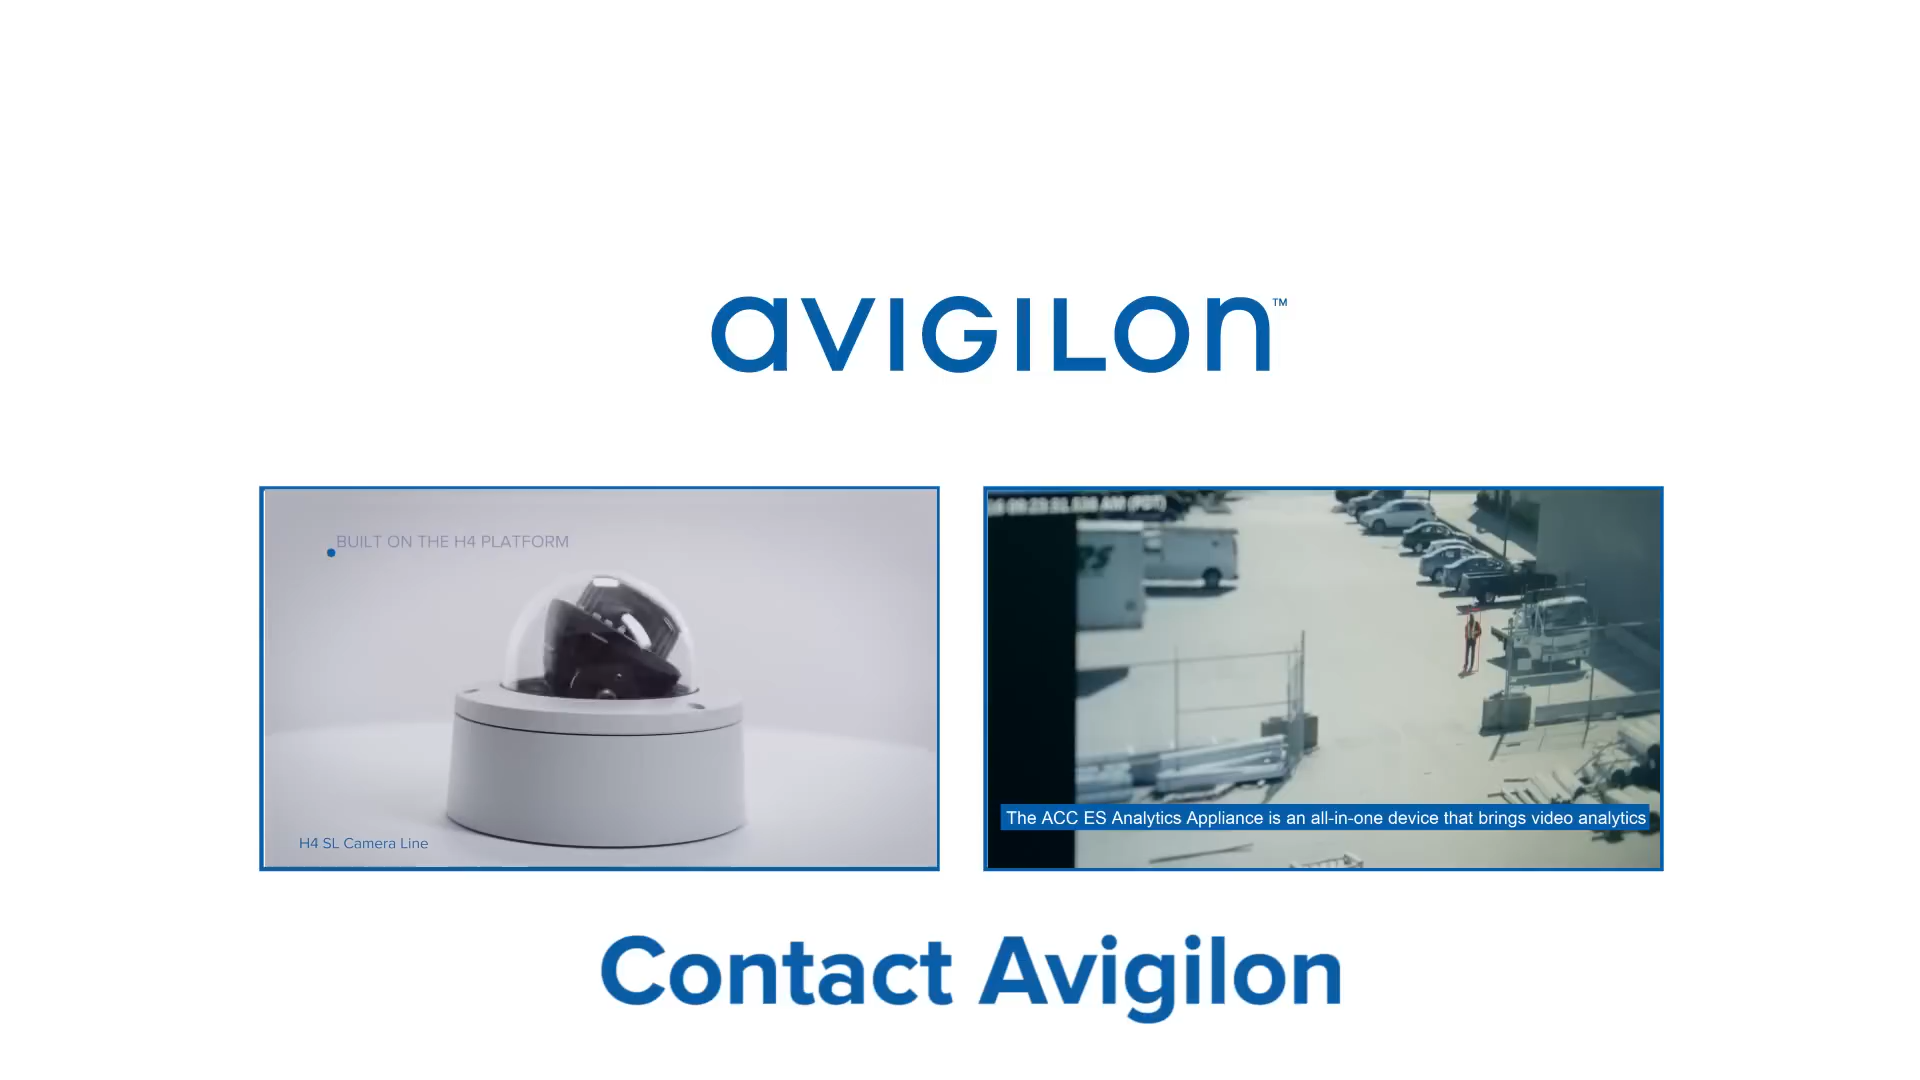 avigilon™
BUILT ON THE H4 PLATFORM
H4 SL Camera Line
The ACC ES Analytics Appliance is an all-in-one device that brings video analytics
Contact Avigilon